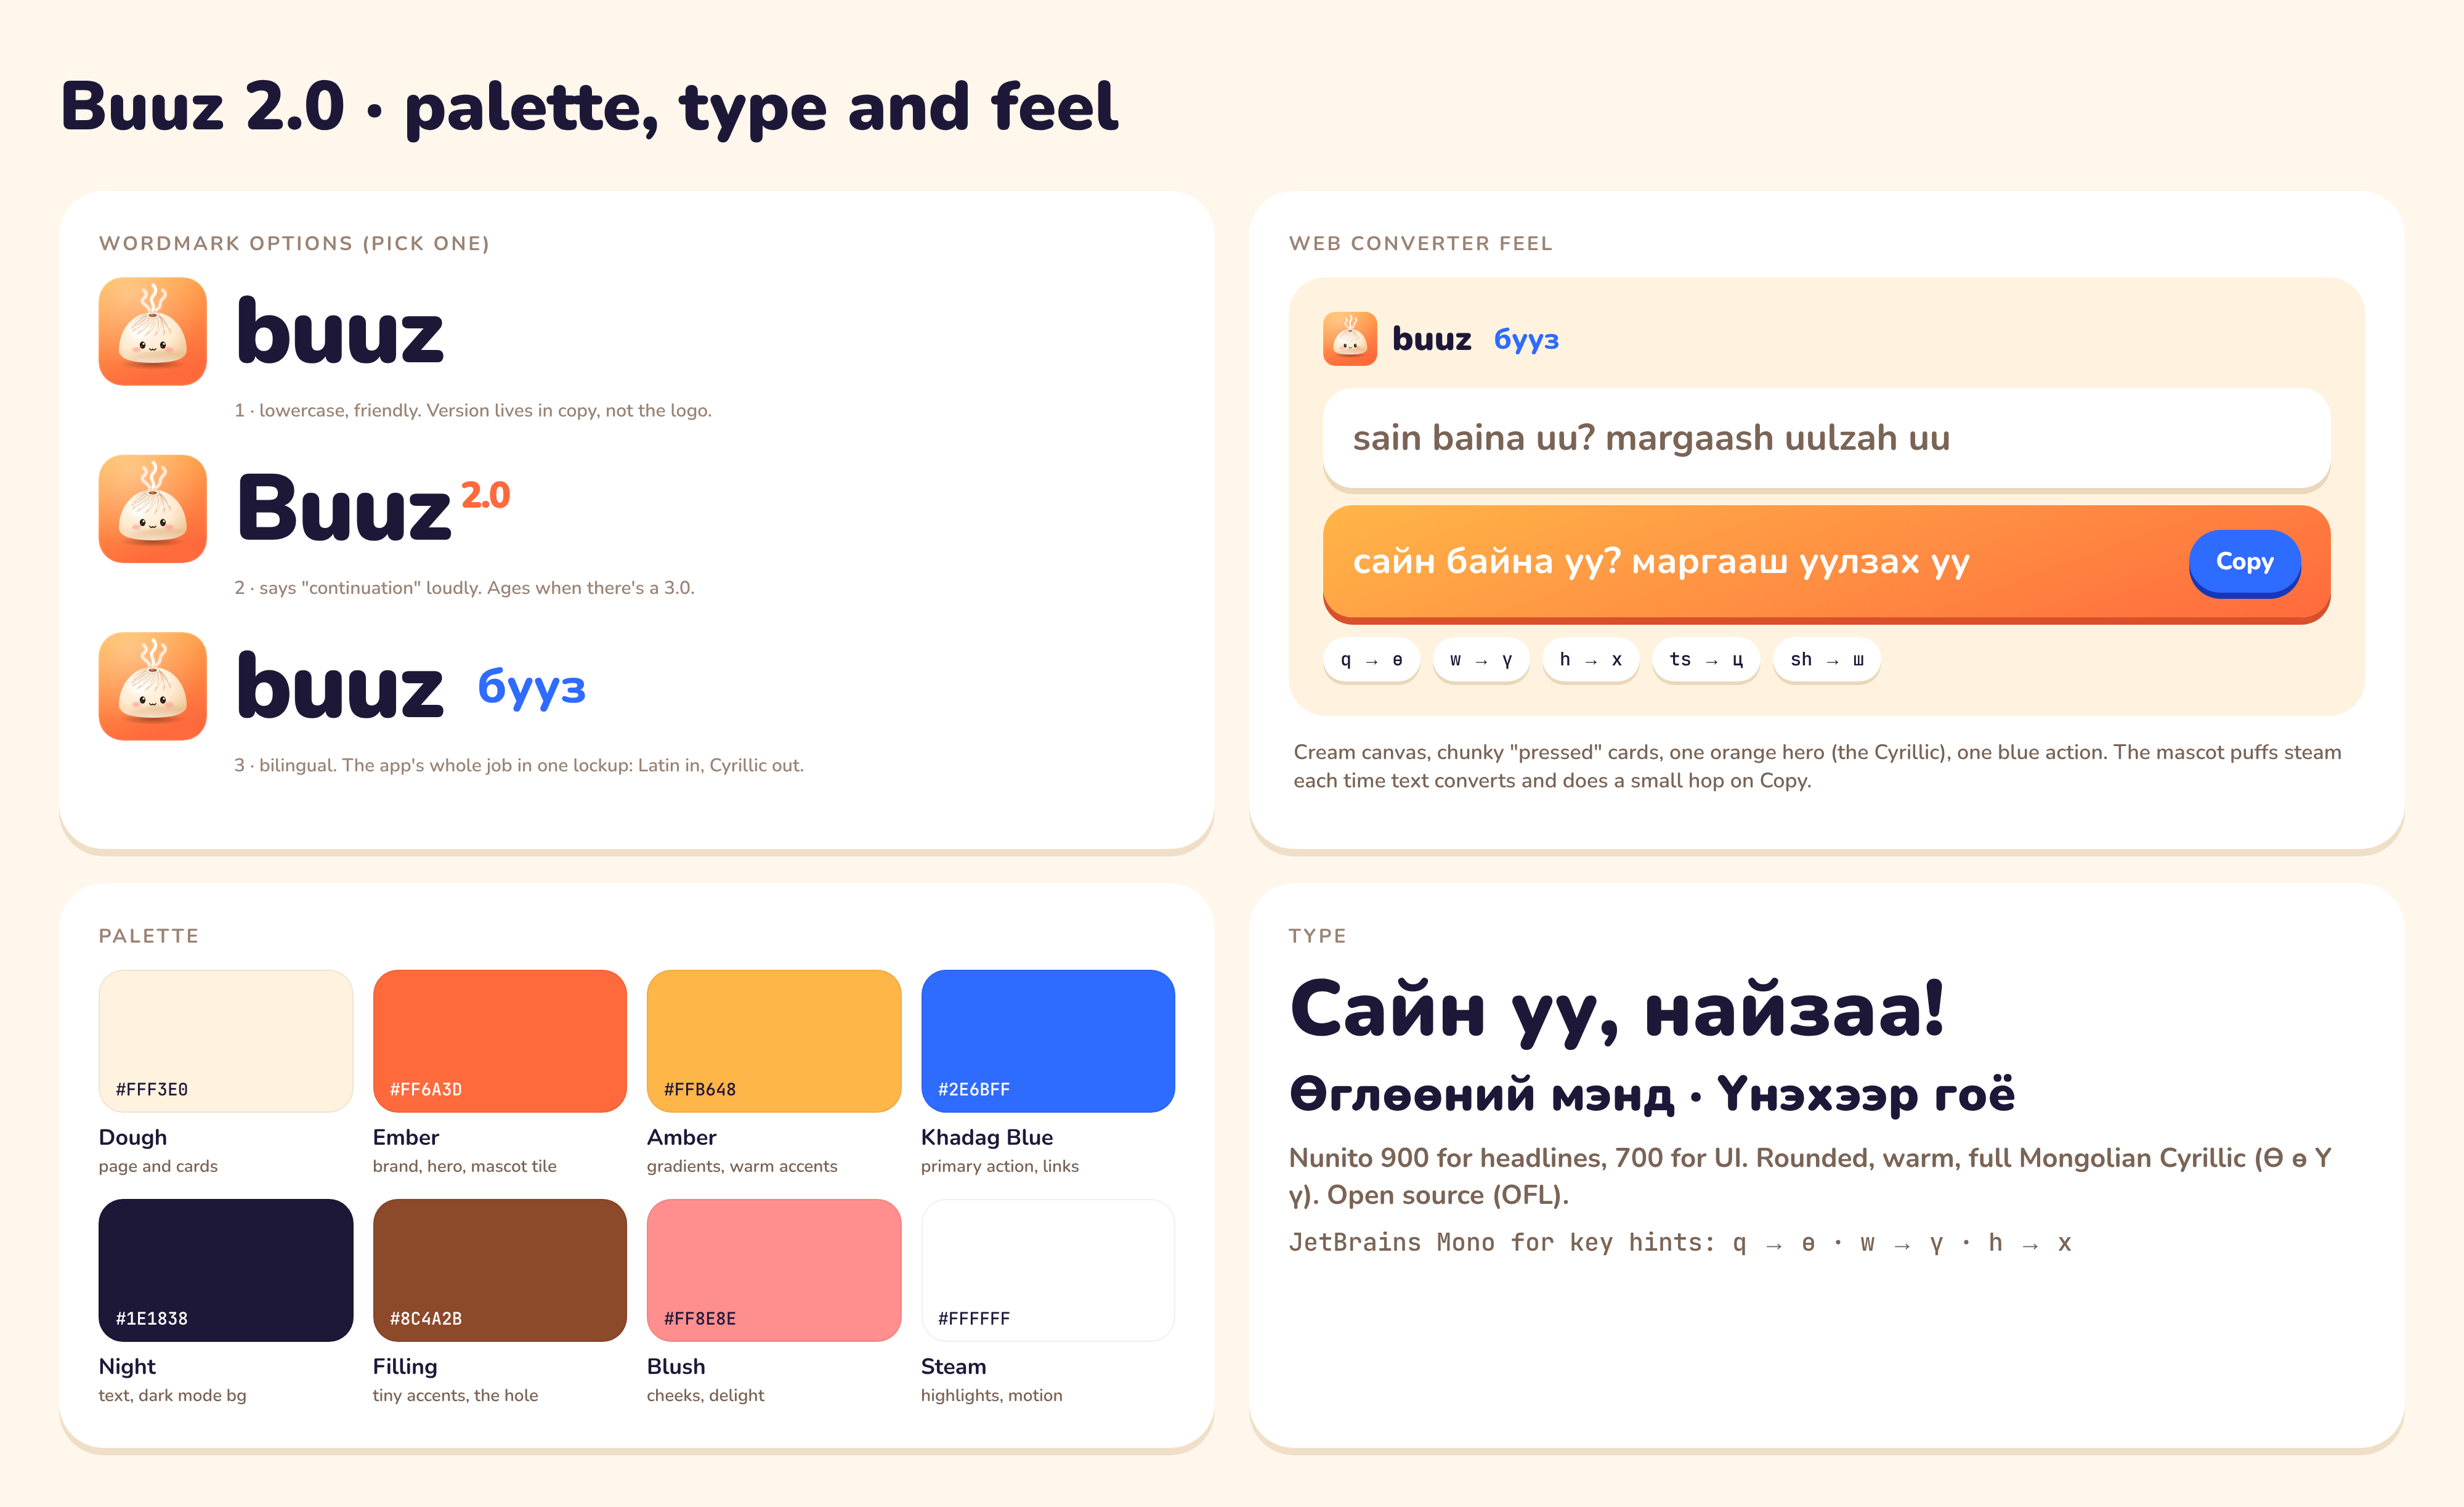 Buuz 2.0 · palette, type and feel
WORDMARK OPTIONS (PICK ONE)
buuz
1 · lowercase, friendly. Version lives in copy, not the logo.
Buuz 2.0
2 · says "continuation" loudly. Ages when there's a 3.0.
buuz бууз
3 · bilingual. The app's whole job in one lockup: Latin in, Cyrillic out.
WEB CONVERTER FEEL
buuz бууз
sain baina uu? margaash uulzah uu
сайн байна уу? маргааш уулзах уу
Copy
q → ө w → ү h → х ts → ц sh → ш
Cream canvas, chunky "pressed" cards, one orange hero (the Cyrillic), one blue action. The mascot puffs steam
each time text converts and does a small hop on Copy.
PALETTE
#FFF3E0 #FF6A3D #FFB648 #2E6BFF
Dough Ember Amber Khadag Blue
page and cards brand, hero, mascot tile gradients, warm accents primary action, links
#1E1838 #8C4A2B #FF8E8E #FFFFFF
Night Filling Blush Steam
text, dark mode bg tiny accents, the hole cheeks, delight highlights, motion
TYPE
Сайн уу, найзаа!
Өглөөний мэнд · Үнэхээр гоё
Nunito 900 for headlines, 700 for UI. Rounded, warm, full Mongolian Cyrillic (Ө ө Ү
ү). Open source (OFL).
JetBrains Mono for key hints: q → ө · w → ү · h → х